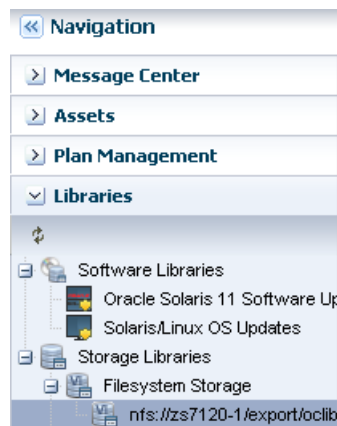 Navigation
Message Center
Assets
Plan Management
Libraries
Software Libraries
Oracle Solaris 11 Software Up
Solaris/Linux OS Updates
Storage Libraries
Filesystem Storage
nfs://zs7120-1/export/oclib